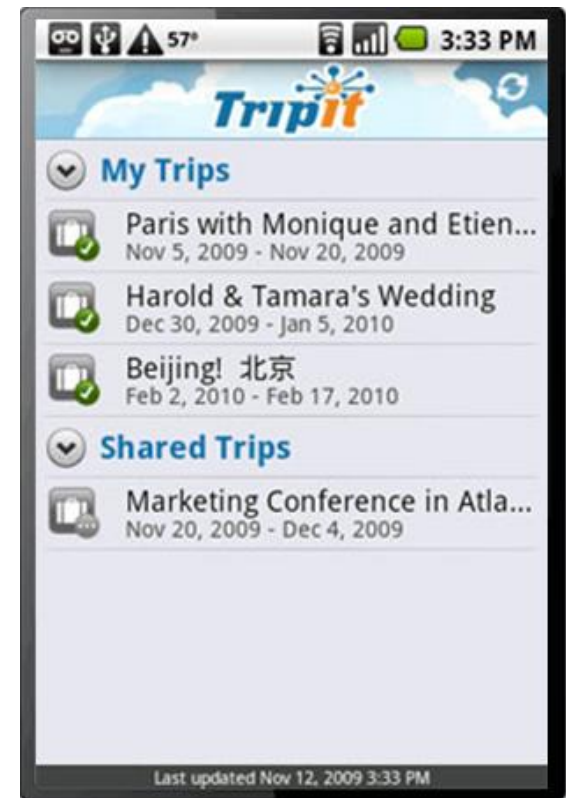 57°
3:33 PM
Tripit
My Trips
Paris with Monique and Etien...
Nov 5, 2009 - Nov 20, 2009
Harold & Tamara's Wedding
Dec 30, 2009 - Jan 5, 2010
Beijing! 北京
Feb 2, 2010 - Feb 17, 2010
Shared Trips
Marketing Conference in Atla...
Nov 20, 2009 - Dec 4, 2009
Last updated Nov 12, 2009 3:33 PM